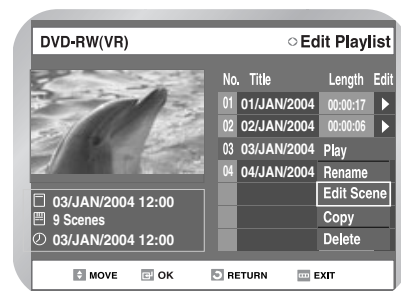 DVD-RW(VR) Edit Playlist
No. Title Length Edit
01 01/JAN/2004 00:00:17
02 02/JAN/2004 00:00:06
03 03/JAN/2004 Play
04 04/JAN/2004 Rename
Edit Scene
Copy
Delete
03/JAN/2004 12:00
9 Scenes
03/JAN/2004 12:00
MOVE OK RETURN EXIT